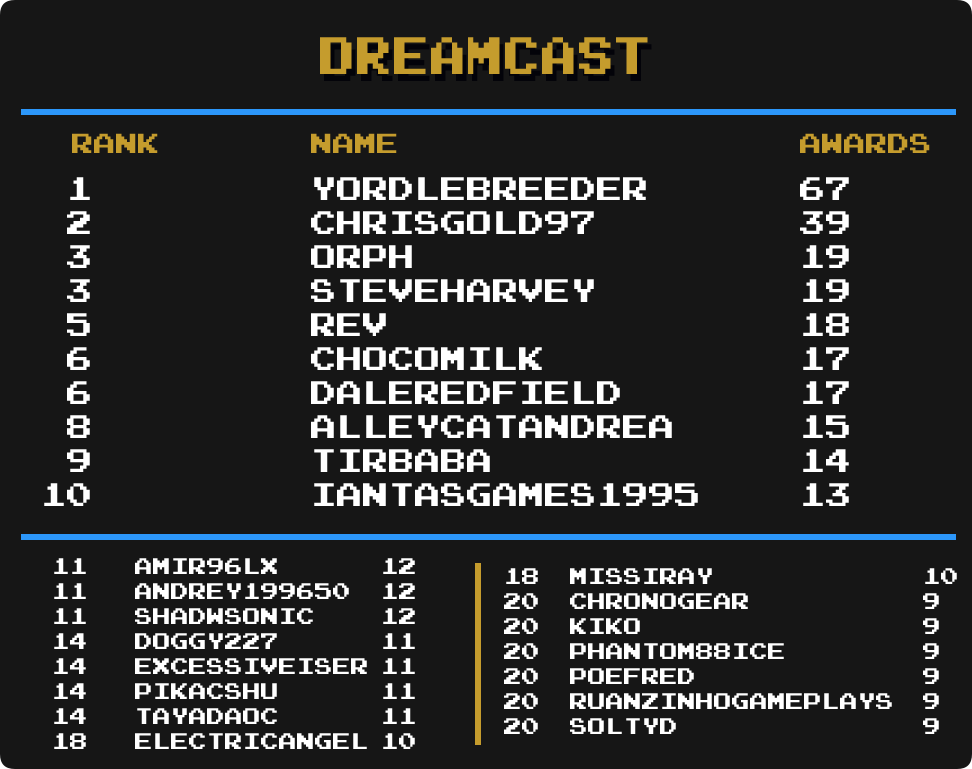 DREAMCAST
RANK NAME AWARDS
1 YORDLEBREEDER 67
2 CHRISGOLD97 39
3 ORPH 19
3 STEVEHARVEY 19
5 REV 18
6 CHOCOMILK 17
6 DALEREDFIELD 17
8 ALLEYCATANDREA 15
9 TIRBABA 14
10 IANTASGAMES1995 13
11 AMIR96LX 12
11 ANDREY199650 12
11 SHADWSONIC 12
14 DOGGY227 11
14 EXCESSIVEISER 11
14 PIKACSHU 11
14 TAYADAOC 11
18 ELECTRICANGEL 10
18 MISSIRAY 10
20 CHRONOGEAR 9
20 KIKO 9
20 PHANTOM88ICE 9
20 POEFRED 9
20 RUANZINHOGAMEPLAYS 9
20 SOLTYD 9